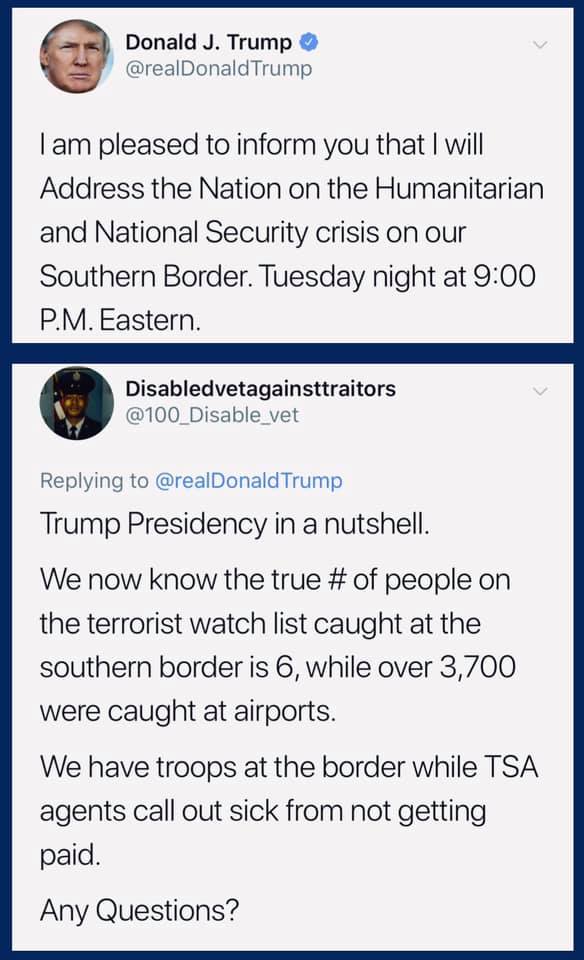 Donald J. Trump
@realDonaldTrump
I am pleased to inform you that I will
Address the Nation on the Humanitarian
and National Security crisis on our
Southern Border. Tuesday night at 9:00
P.M. Eastern.
Disabledvetagainsttraitors
@100_Disable_vet
Replying to @realDonaldTrump
Trump Presidency in a nutshell.
We now know the true # of people on
the terrorist watch list caught at the
southern border is 6, while over 3,700
were caught at airports.
We have troops at the border while TSA
agents call out sick from not getting
paid.
Any Questions?